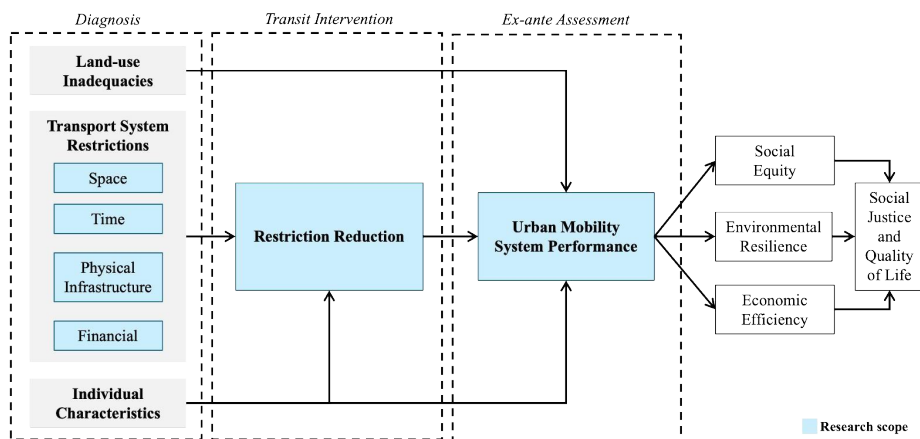 Diagnosis
Transit Intervention
Ex-ante Assessment
Land-use
Inadequacies
Transport System
Restrictions
Space
Time
Physical
Infrastructure
Financial
Individual
Characteristics
Restriction Reduction
Urban Mobility
System Performance
Social
Equity
Environmental
Resilience
Economic
Efficiency
Social
Justice
and
Quality
of Life
Research scope